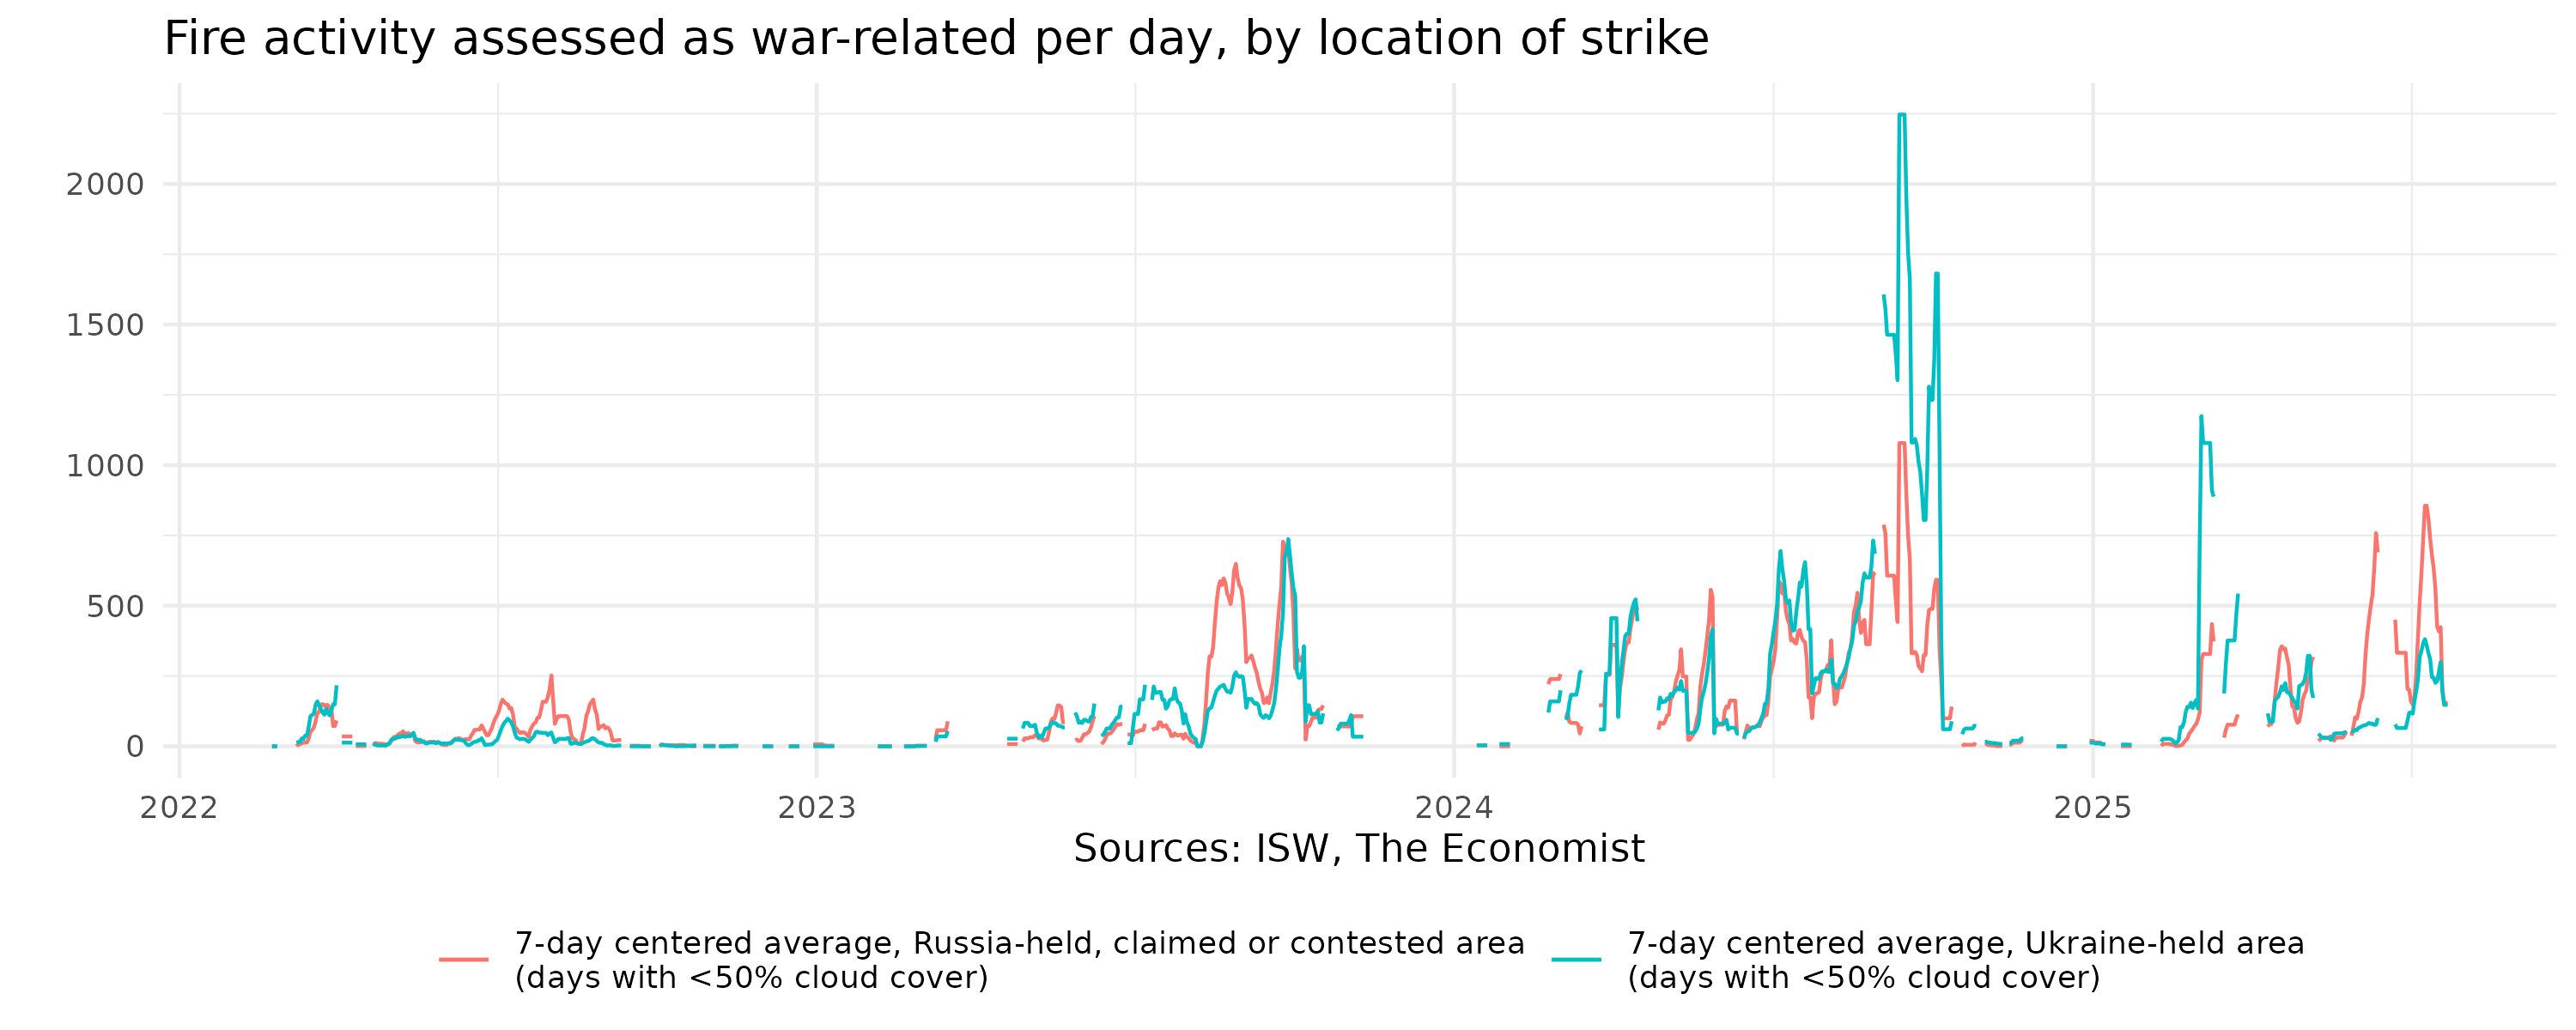 Fire activity assessed as war-related per day, by location of strike
2000
1500
1000
500
0
2022 2023 2024 2025
Sources: ISW, The Economist
7-day centered average, Russia-held, claimed or contested area
(days with <50% cloud cover)
7-day centered average, Ukraine-held area
(days with <50% cloud cover)